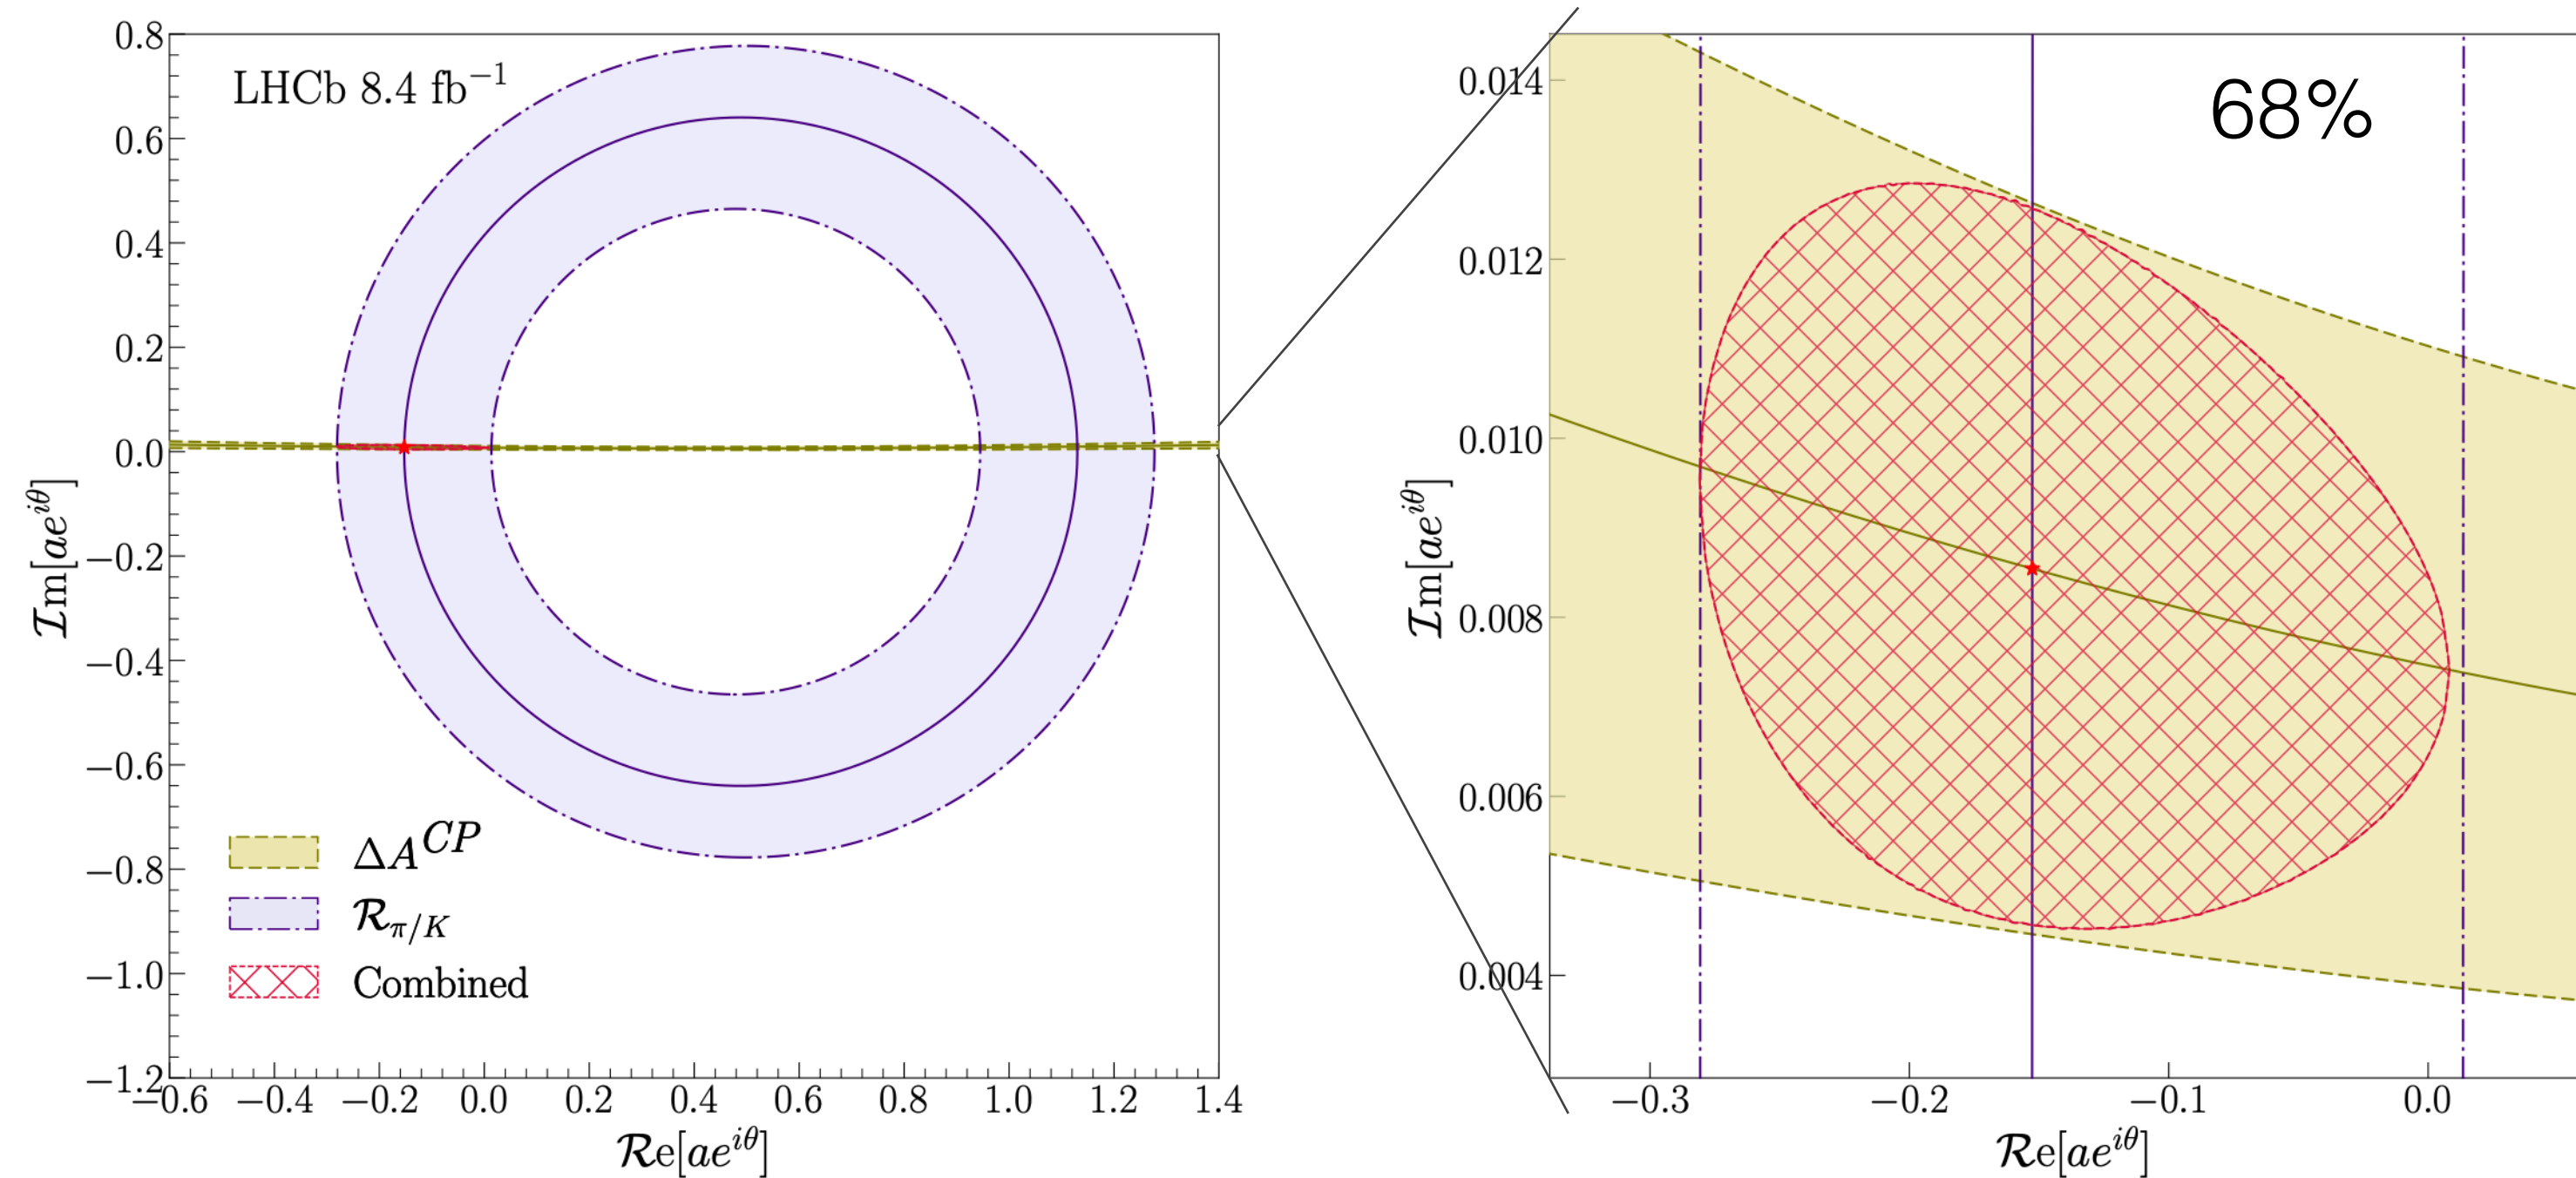 LHCb 8.4 fb⁻¹
0.8
0.6
0.4
0.2
0.0
−0.2
−0.4
−0.6
−0.8
−1.0
−1.2
ℐm[ae^{iθ}]
ΔA^{CP}
ℛ_{π/K}
Combined
−0.6 −0.4 −0.2 0.0 0.2 0.4 0.6 0.8 1.0 1.2 1.4
ℛe[ae^{iθ}]
68%
0.014
0.012
0.010
0.008
0.006
0.004
ℐm[ae^{iθ}]
−0.3 −0.2 −0.1 0.0
ℛe[ae^{iθ}]